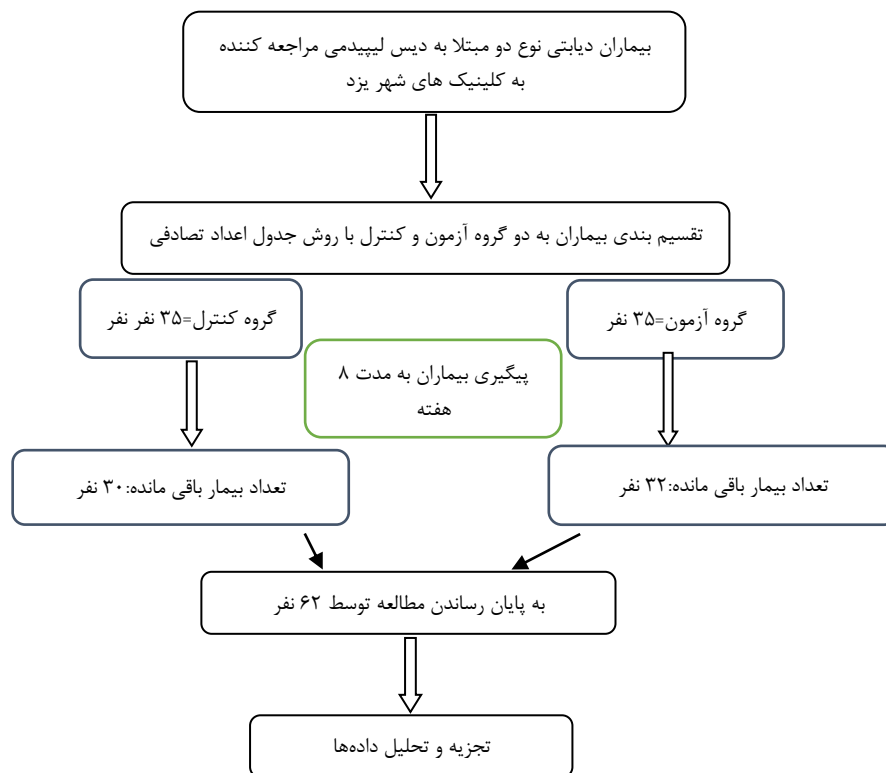 بیماران دیابتی نوع دو مبتلا به دیس لیپیدمی مراجعه کننده
به کلینیک های شهر یزد
تقسیم بندی بیماران به دو گروه آزمون و کنترل با روش جدول اعداد تصادفی
گروه آزمون=۳۵ نفر
گروه کنترل=۳۵ نفر نفر
پیگیری بیماران به مدت ۸
هفته
تعداد بیمار باقی مانده:۳۲ نفر
تعداد بیمار باقی مانده:۳۰ نفر
به پایان رساندن مطالعه توسط ۶۲ نفر
تجزیه و تحلیل داده‌ها